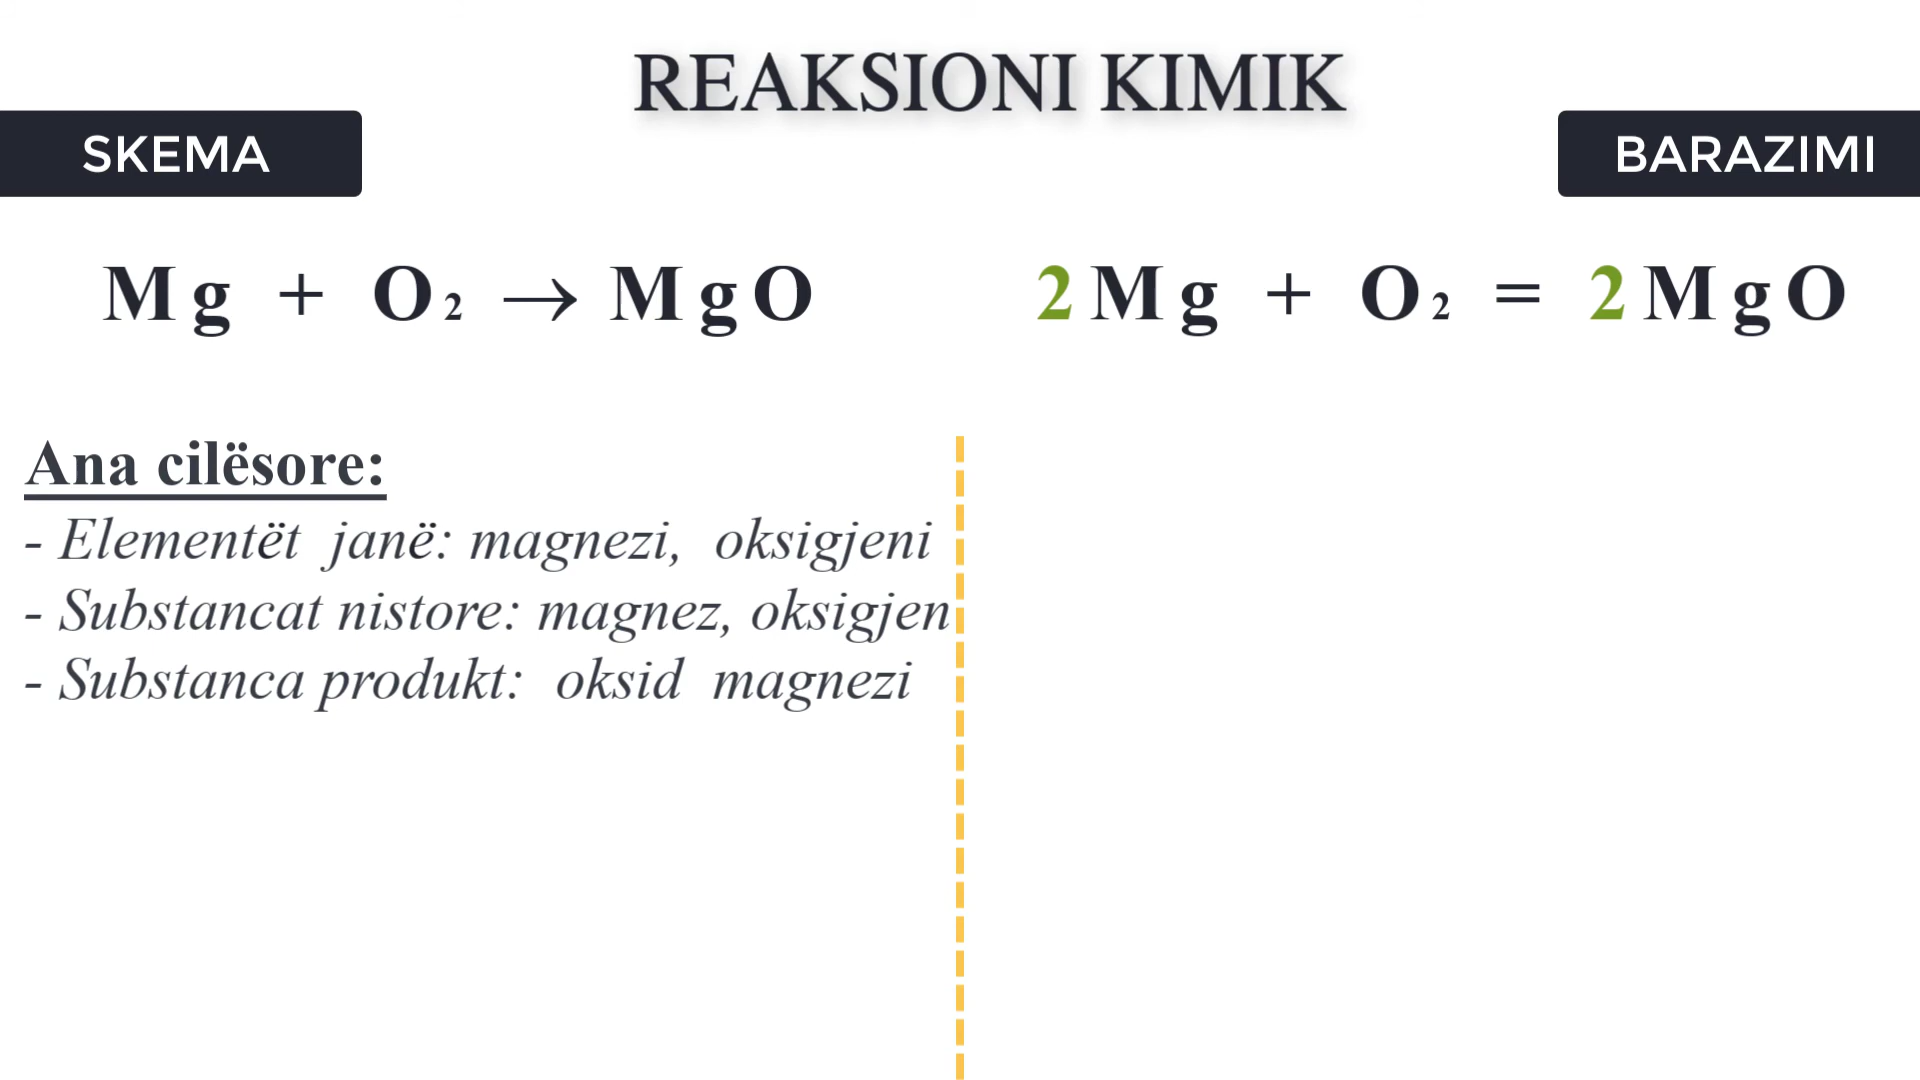 REAKSIONI KIMIK
SKEMA
BARAZIMI
Mg + O₂ → MgO
2Mg + O₂ = 2MgO
Ana cilësore:
- Elementët janë: magnezi, oksigjeni
- Substancat nistore: magnez, oksigjen
- Substanca produkt: oksid magnezi